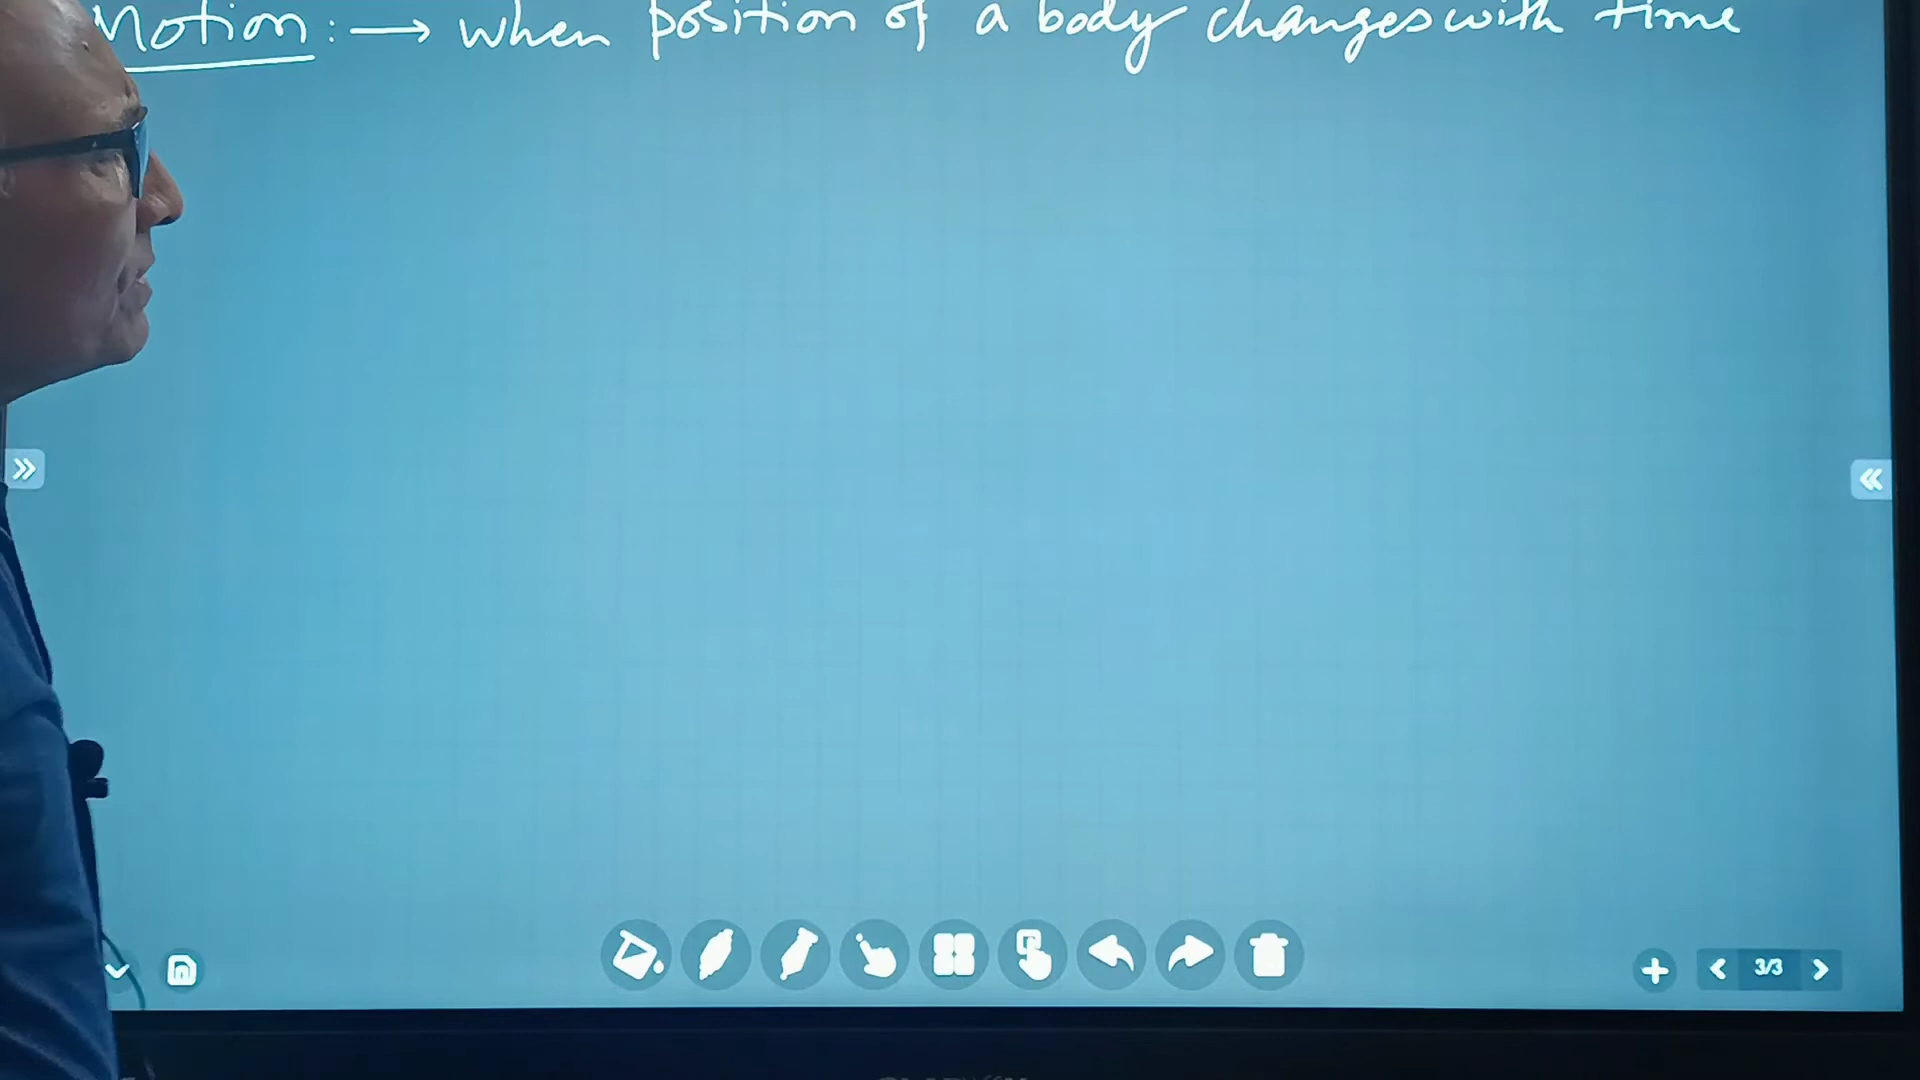 Motion : → when position of a body changes with time
3/3